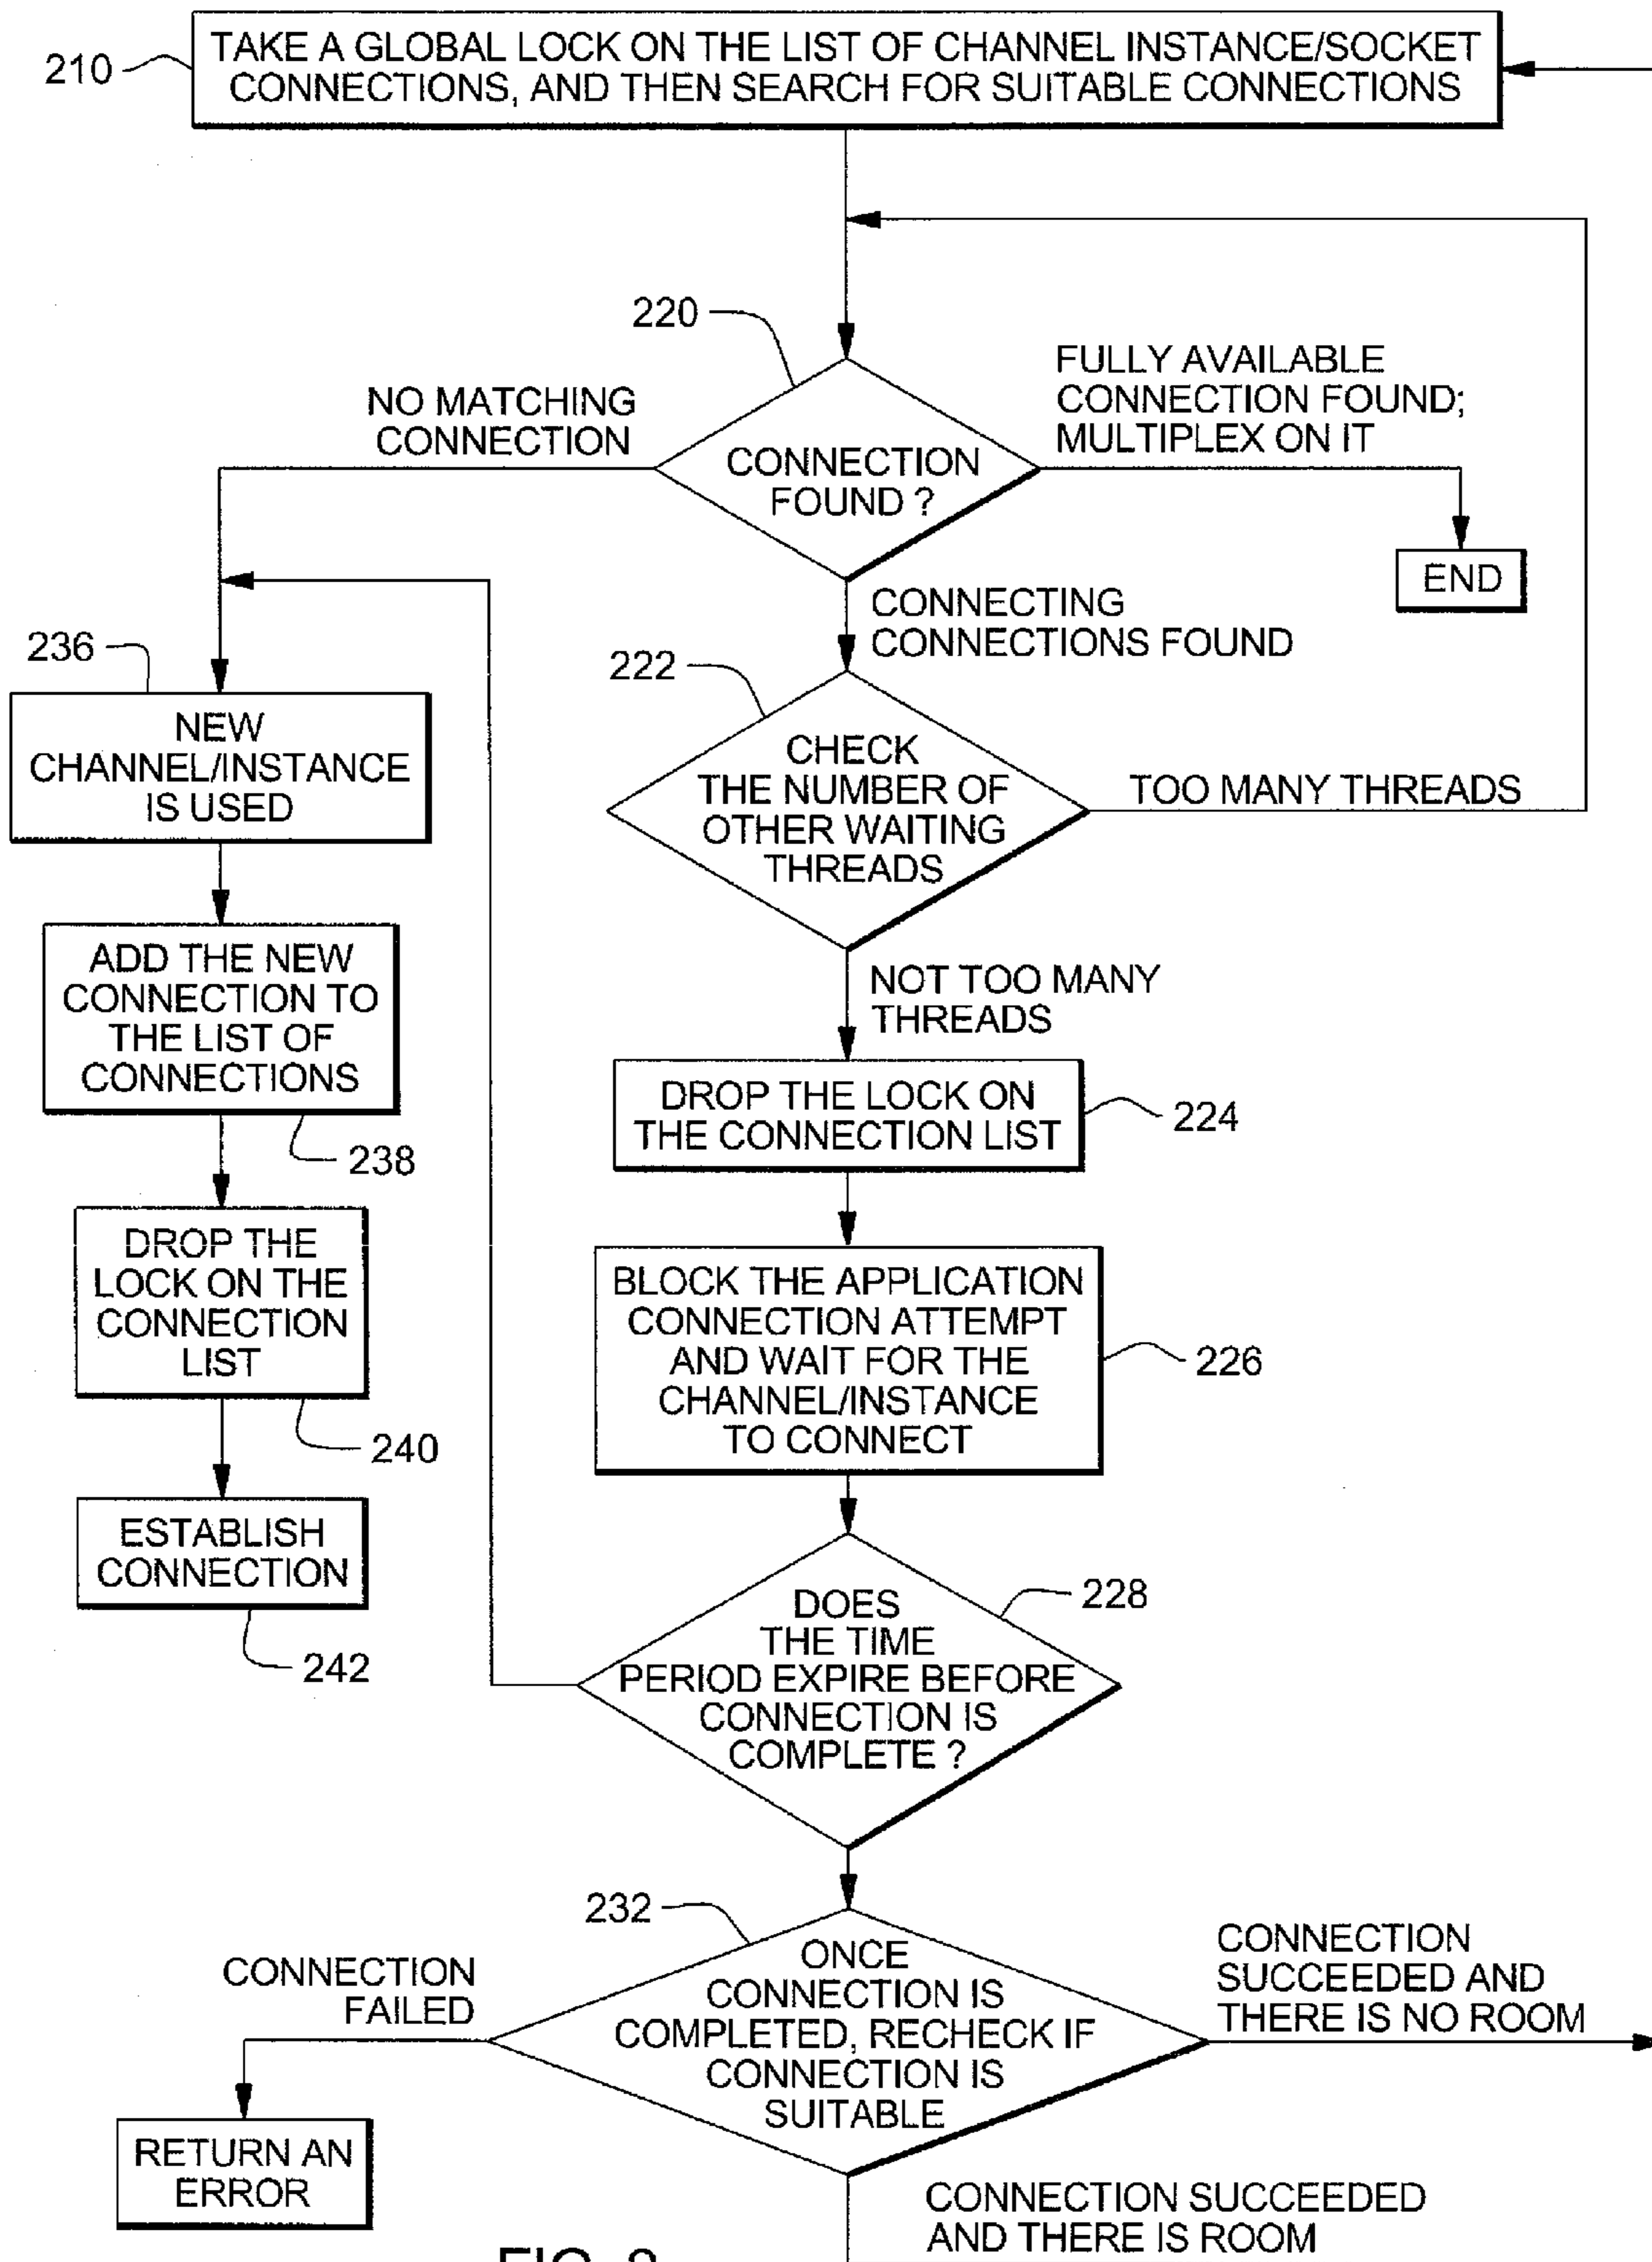 210
TAKE A GLOBAL LOCK ON THE LIST OF CHANNEL INSTANCE/SOCKET
CONNECTIONS, AND THEN SEARCH FOR SUITABLE CONNECTIONS
220
NO MATCHING
CONNECTION
CONNECTION
FOUND ?
FULLY AVAILABLE
CONNECTION FOUND;
MULTIPLEX ON IT
END
CONNECTING
CONNECTIONS FOUND
236
NEW
CHANNEL/INSTANCE
IS USED
222
CHECK
THE NUMBER OF
OTHER WAITING
THREADS
TOO MANY THREADS
ADD THE NEW
CONNECTION TO
THE LIST OF
CONNECTIONS
238
NOT TOO MANY
THREADS
DROP THE LOCK ON
THE CONNECTION LIST
224
DROP THE
LOCK ON THE
CONNECTION
LIST
240
BLOCK THE APPLICATION
CONNECTION ATTEMPT
AND WAIT FOR THE
CHANNEL/INSTANCE
TO CONNECT
226
ESTABLISH
CONNECTION
242
DOES
THE TIME
PERIOD EXPIRE BEFORE
CONNECTION IS
COMPLETE ?
228
232
ONCE
CONNECTION IS
COMPLETED, RECHECK IF
CONNECTION IS
SUITABLE
CONNECTION
FAILED
CONNECTION
SUCCEEDED AND
THERE IS NO ROOM
RETURN AN
ERROR
CONNECTION SUCCEEDED
AND THERE IS ROOM
FIG.